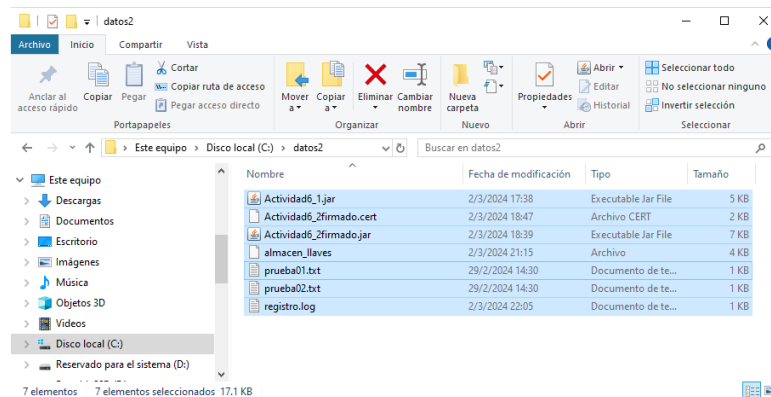 datos2
Archivo Inicio Compartir Vista
Anclar al acceso rápido
Copiar
Pegar
Cortar
Copiar ruta de acceso
Pegar acceso directo
Portapapeles
Mover a
Copiar a
Eliminar
Cambiar nombre
Organizar
Nueva carpeta
Nuevo
Propiedades
Abrir
Editar
Historial
Abrir
Seleccionar todo
No seleccionar ninguno
Invertir selección
Seleccionar
Este equipo > Disco local (C:) > datos2
Buscar en datos2
Este equipo
Descargas
Documentos
Escritorio
Imágenes
Música
Objetos 3D
Videos
Disco local (C:)
Reservado para el sistema (D:)
Nombre Fecha de modificación Tipo Tamaño
Actividad6_1.jar 2/3/2024 17:38 Executable Jar File 5 KB
Actividad6_2firmado.cert 2/3/2024 18:47 Archivo CERT 2 KB
Actividad6_2firmado.jar 2/3/2024 18:39 Executable Jar File 7 KB
almacen_llaves 2/3/2024 21:15 Archivo 4 KB
prueba01.txt 29/2/2024 14:30 Documento de te... 1 KB
prueba02.txt 29/2/2024 14:30 Documento de te... 1 KB
registro.log 2/3/2024 22:05 Documento de te... 1 KB
7 elementos 7 elementos seleccionados 17.1 KB